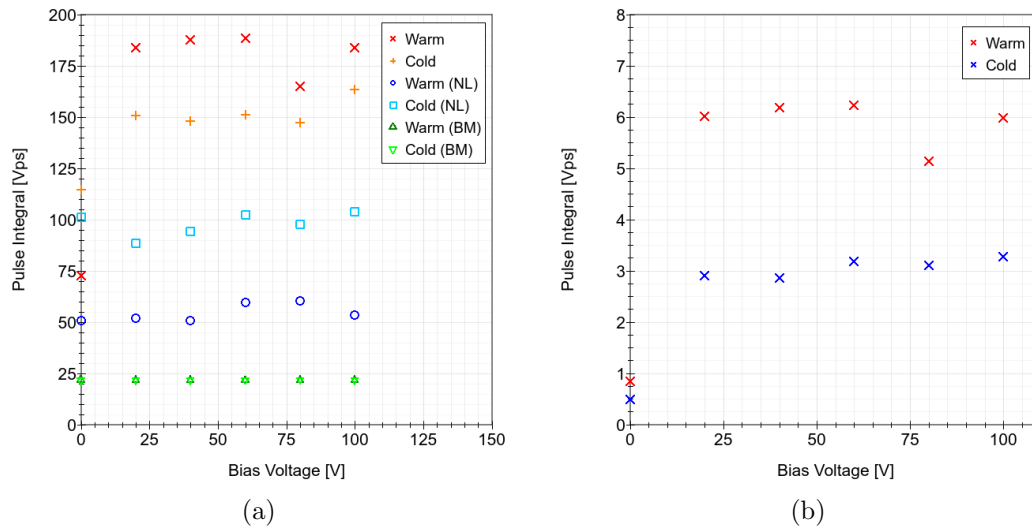 200
175
150
125
100
75
50
25
0
Pulse Integral [Vps]
0 25 50 75 100 125 150
Bias Voltage [V]
Warm
Cold
Warm (NL)
Cold (NL)
Warm (BM)
Cold (BM)
(a)
8
7
6
5
4
3
2
1
0
Pulse Integral [Vps]
0 25 50 75 100
Bias Voltage [V]
Warm
Cold
(b)